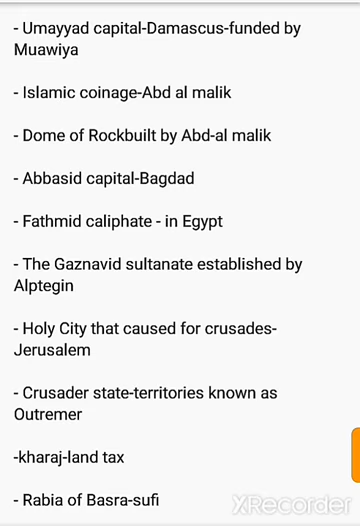 - Umayyad capital-Damascus-funded by
Muawiya
- Islamic coinage-Abd al malik
- Dome of Rockbuilt by Abd-al malik
- Abbasid capital-Bagdad
- Fathmid caliphate - in Egypt
- The Gaznavid sultanate established by
Alptegin
- Holy City that caused for crusades-
Jerusalem
- Crusader state-territories known as
Outremer
-kharaj-land tax
- Rabia of Basra-sufi
XRecorder